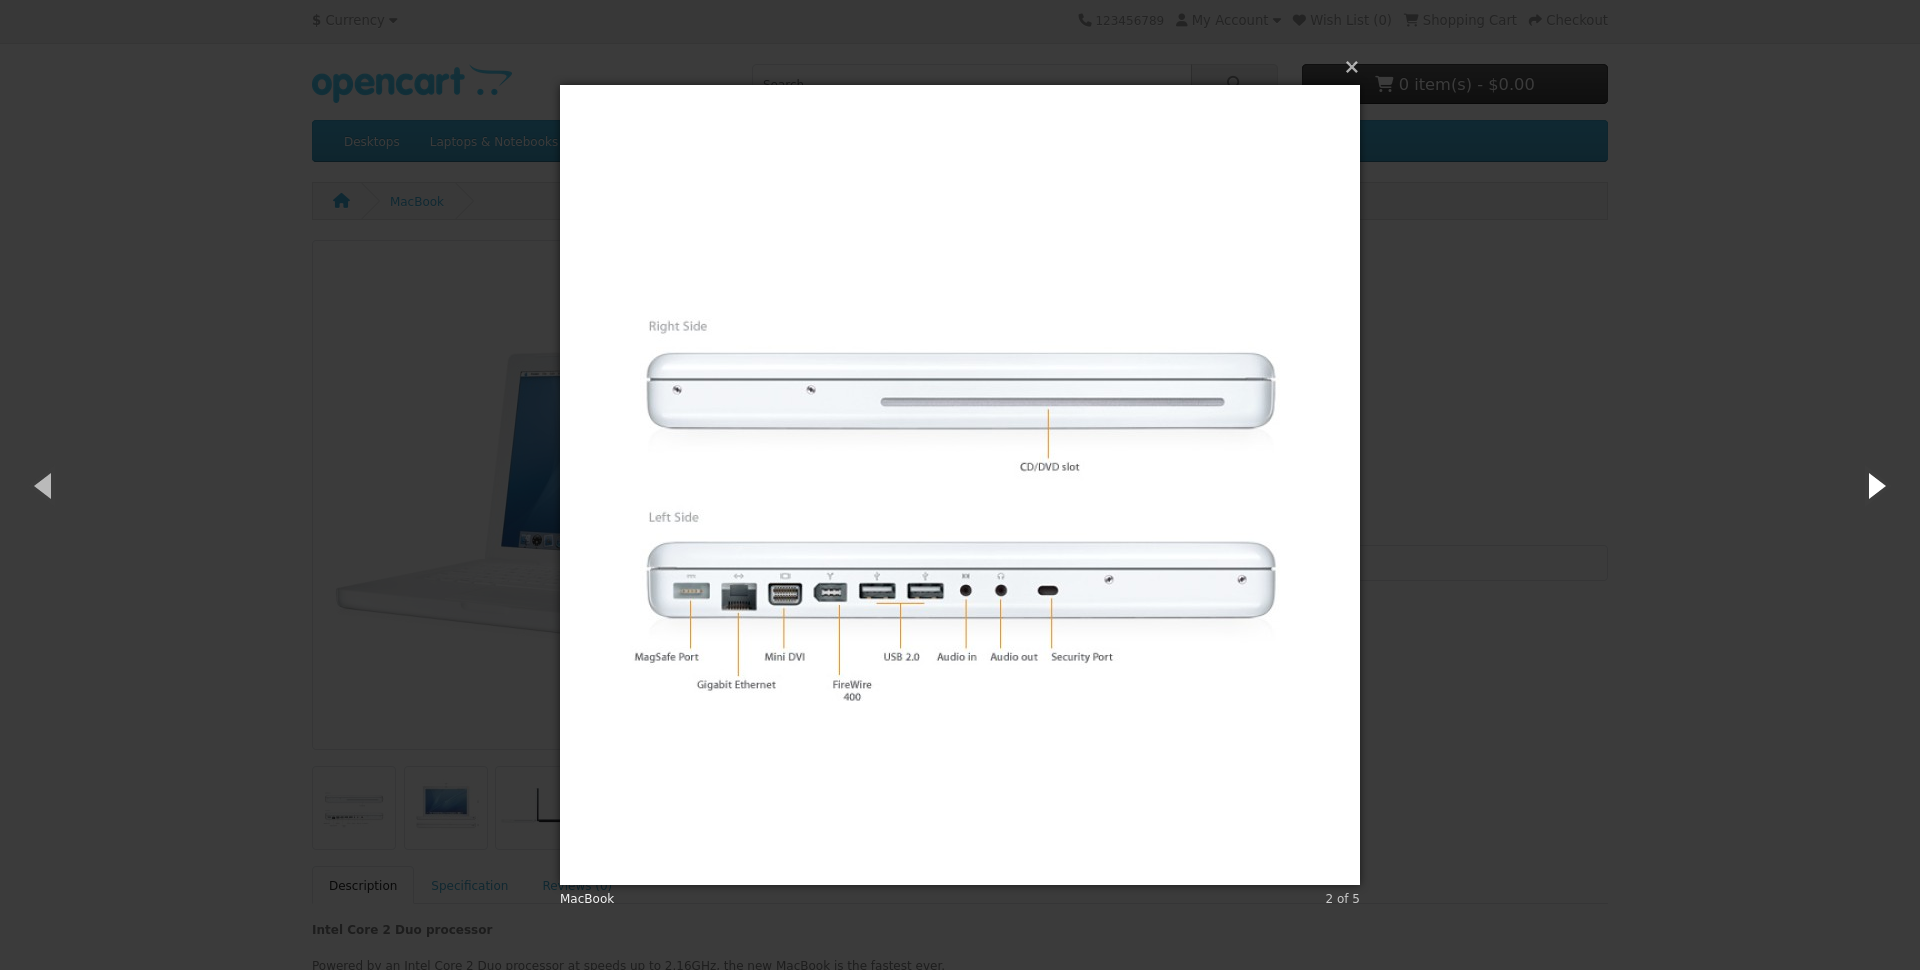 $ Currency
123456789
My Account
Wish List (0)
Shopping Cart
Checkout
opencart
Search
0 item(s) - $0.00
Desktops
Laptops & Notebooks
MacBook
Right Side
CD/DVD slot
Left Side
MagSafe Port
Mini DVI
USB 2.0
Audio in
Audio out
Security Port
Gigabit Ethernet
FireWire
400
Description
Specification
Reviews (0)
MacBook
2 of 5
Intel Core 2 Duo processor
Powered by an Intel Core 2 Duo processor at speeds up to 2.16GHz, the new MacBook is the fastest ever.